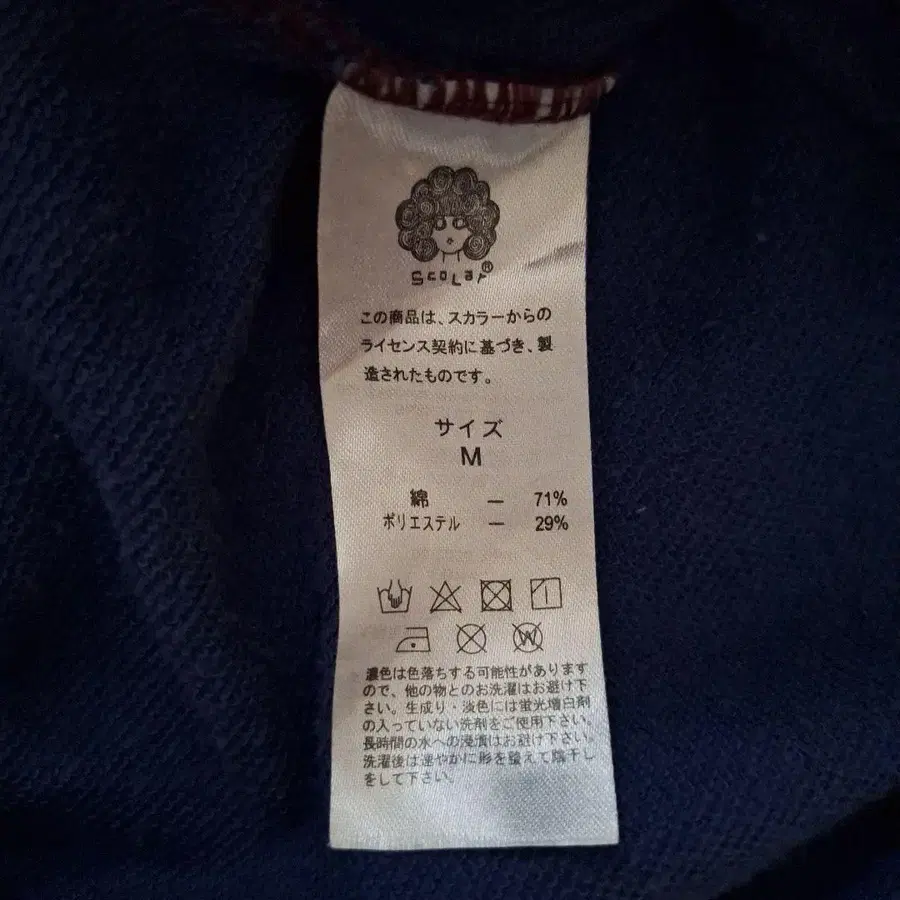 ScoLar®
この商品は、スカラーからの
ライセンス契約に基づき、製
造されたものです。
サイズ
M
綿 — 71%
ポリエステル — 29%
W
濃色は色落ちする可能性があります
ので、他の物とのお洗濯はお避け下
さい。生成り・淡色には蛍光増白剤
の入っていない洗剤をご使用下さい。
長時間の水への浸漬はお避け下さい。
洗濯後は速やかに形を整えて陰干し
をして下さい。